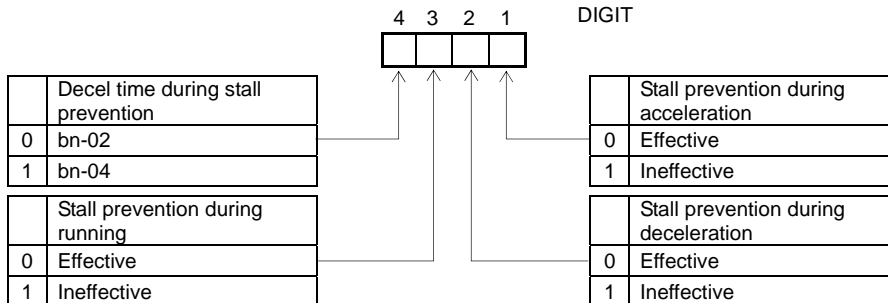 4 3 2 1 DIGIT
Decel time during stall
prevention
0 bn-02
1 bn-04
Stall prevention during
running
0 Effective
1 Ineffective
Stall prevention during
acceleration
0 Effective
1 Ineffective
Stall prevention during
deceleration
0 Effective
1 Ineffective